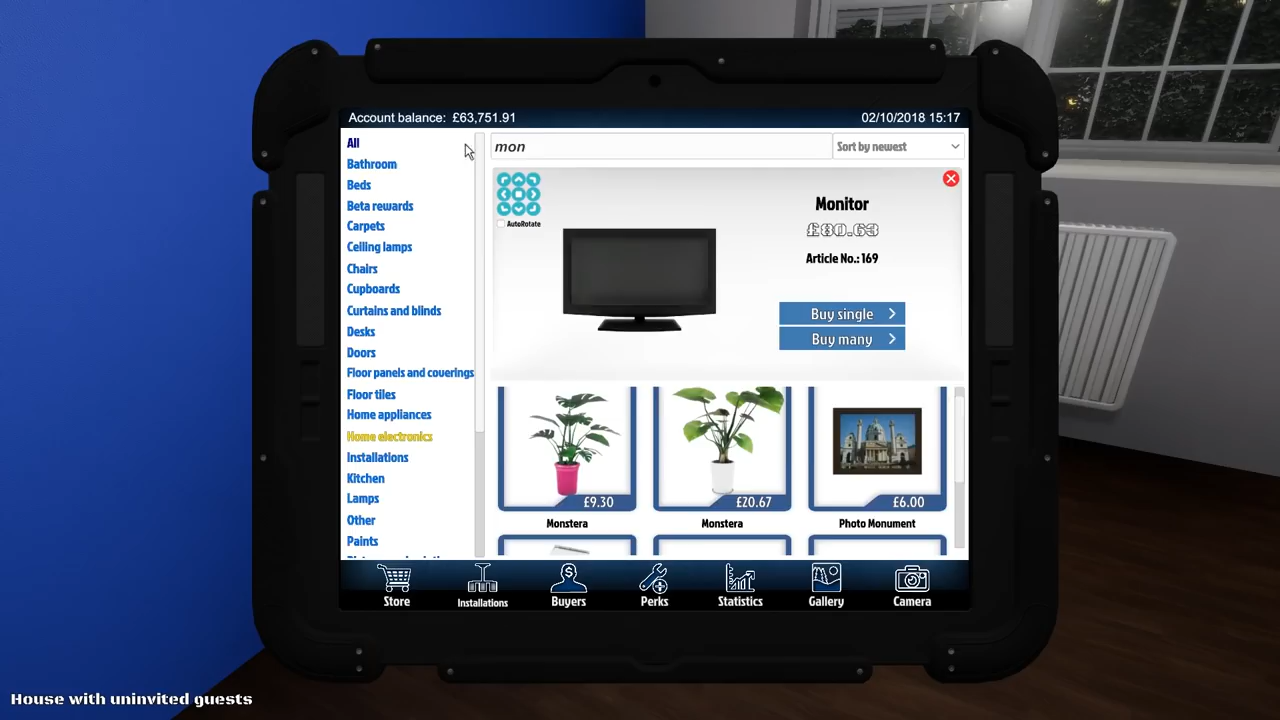 Account balance: £63,751.91
02/10/2018 15:17
All
Bathroom
Beds
Beta rewards
Carpets
Ceiling lamps
Chairs
Cupboards
Curtains and blinds
Desks
Doors
Floor panels and coverings
Floor tiles
Home appliances
Home electronics
Installations
Kitchen
Lamps
Other
Paints
mon
Sort by newest
AutoRotate
Monitor
£80.63
Article No.: 169
Buy single
Buy many
£9.30
£20.67
£6.00
Monstera
Monstera
Photo Monument
Store
Installations
Buyers
Perks
Statistics
Gallery
Camera
House with uninvited guests